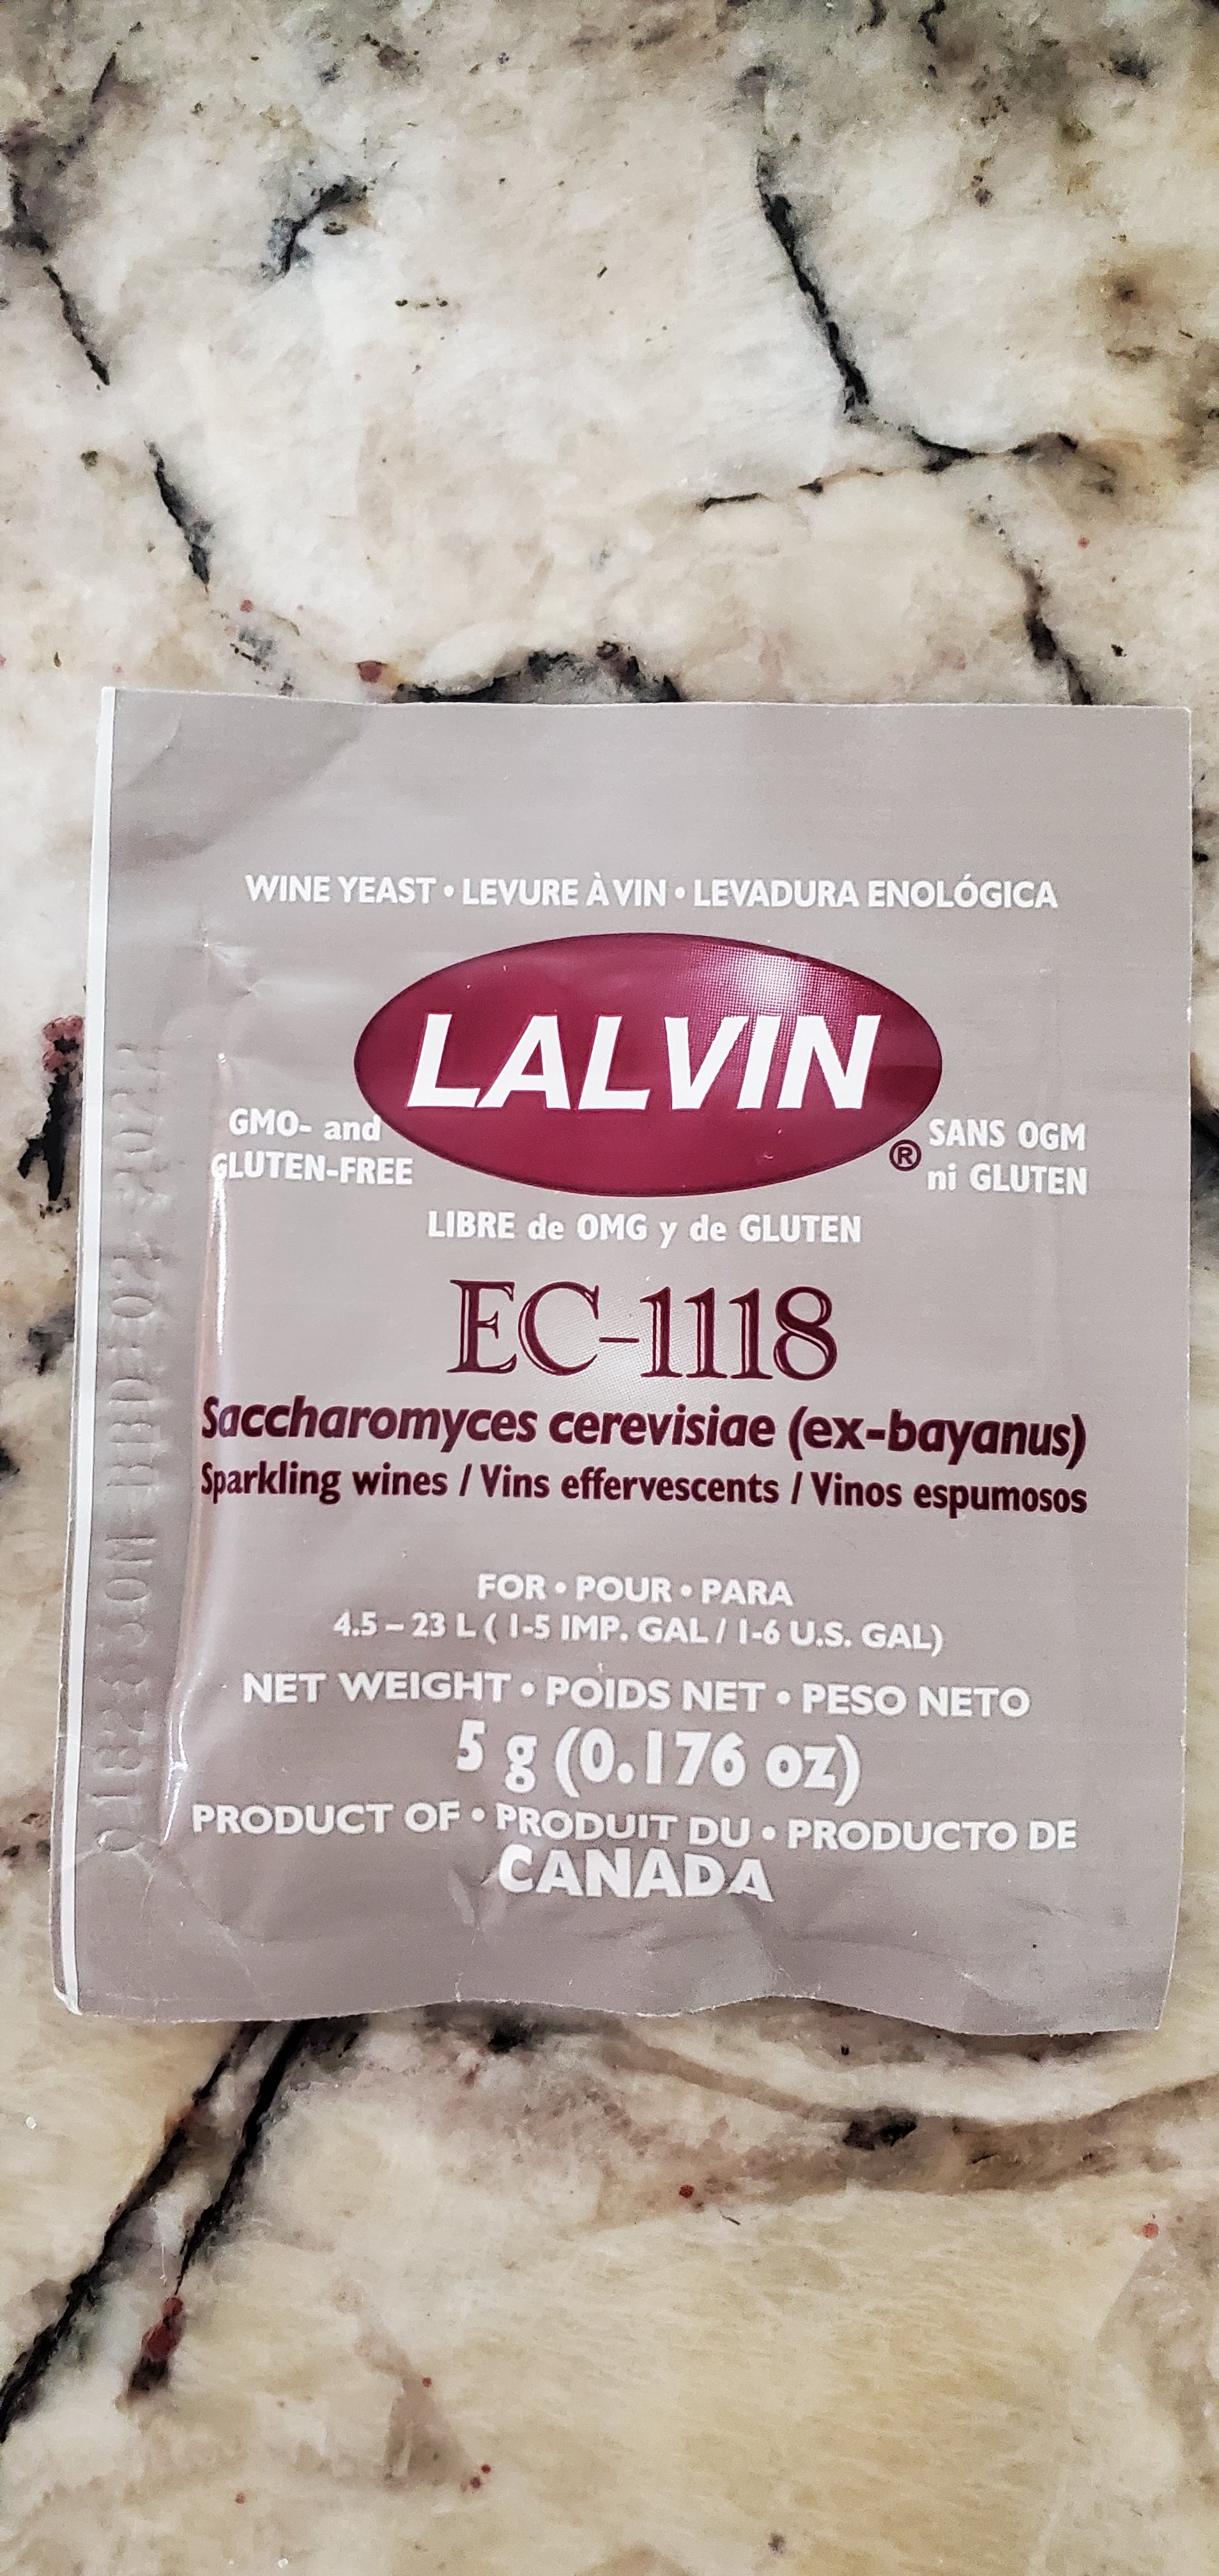 WINE YEAST • LEVURE À VIN • LEVADURA ENOLÓGICA
LALVIN
®
GMO- and
GLUTEN-FREE
SANS OGM
ni GLUTEN
LIBRE de OMG y de GLUTEN
EC-1118
Saccharomyces cerevisiae (ex-bayanus)
Sparkling wines / Vins effervescents / Vinos espumosos
FOR • POUR • PARA
4.5 – 23 L ( 1-5 IMP. GAL / 1-6 U.S. GAL)
NET WEIGHT • POIDS NET • PESO NETO
5 g (0.176 oz)
PRODUCT OF • PRODUIT DU • PRODUCTO DE
CANADA